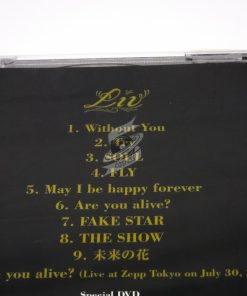 Lν
1. Without You
2.
3. SOUL
4. FLY
5. May I be happy forever
6. Are you alive?
7. FAKE STAR
8. THE SHOW
9. 未来の花
e you alive? (Live at Zepp Tokyo on July 30,
Special DVD